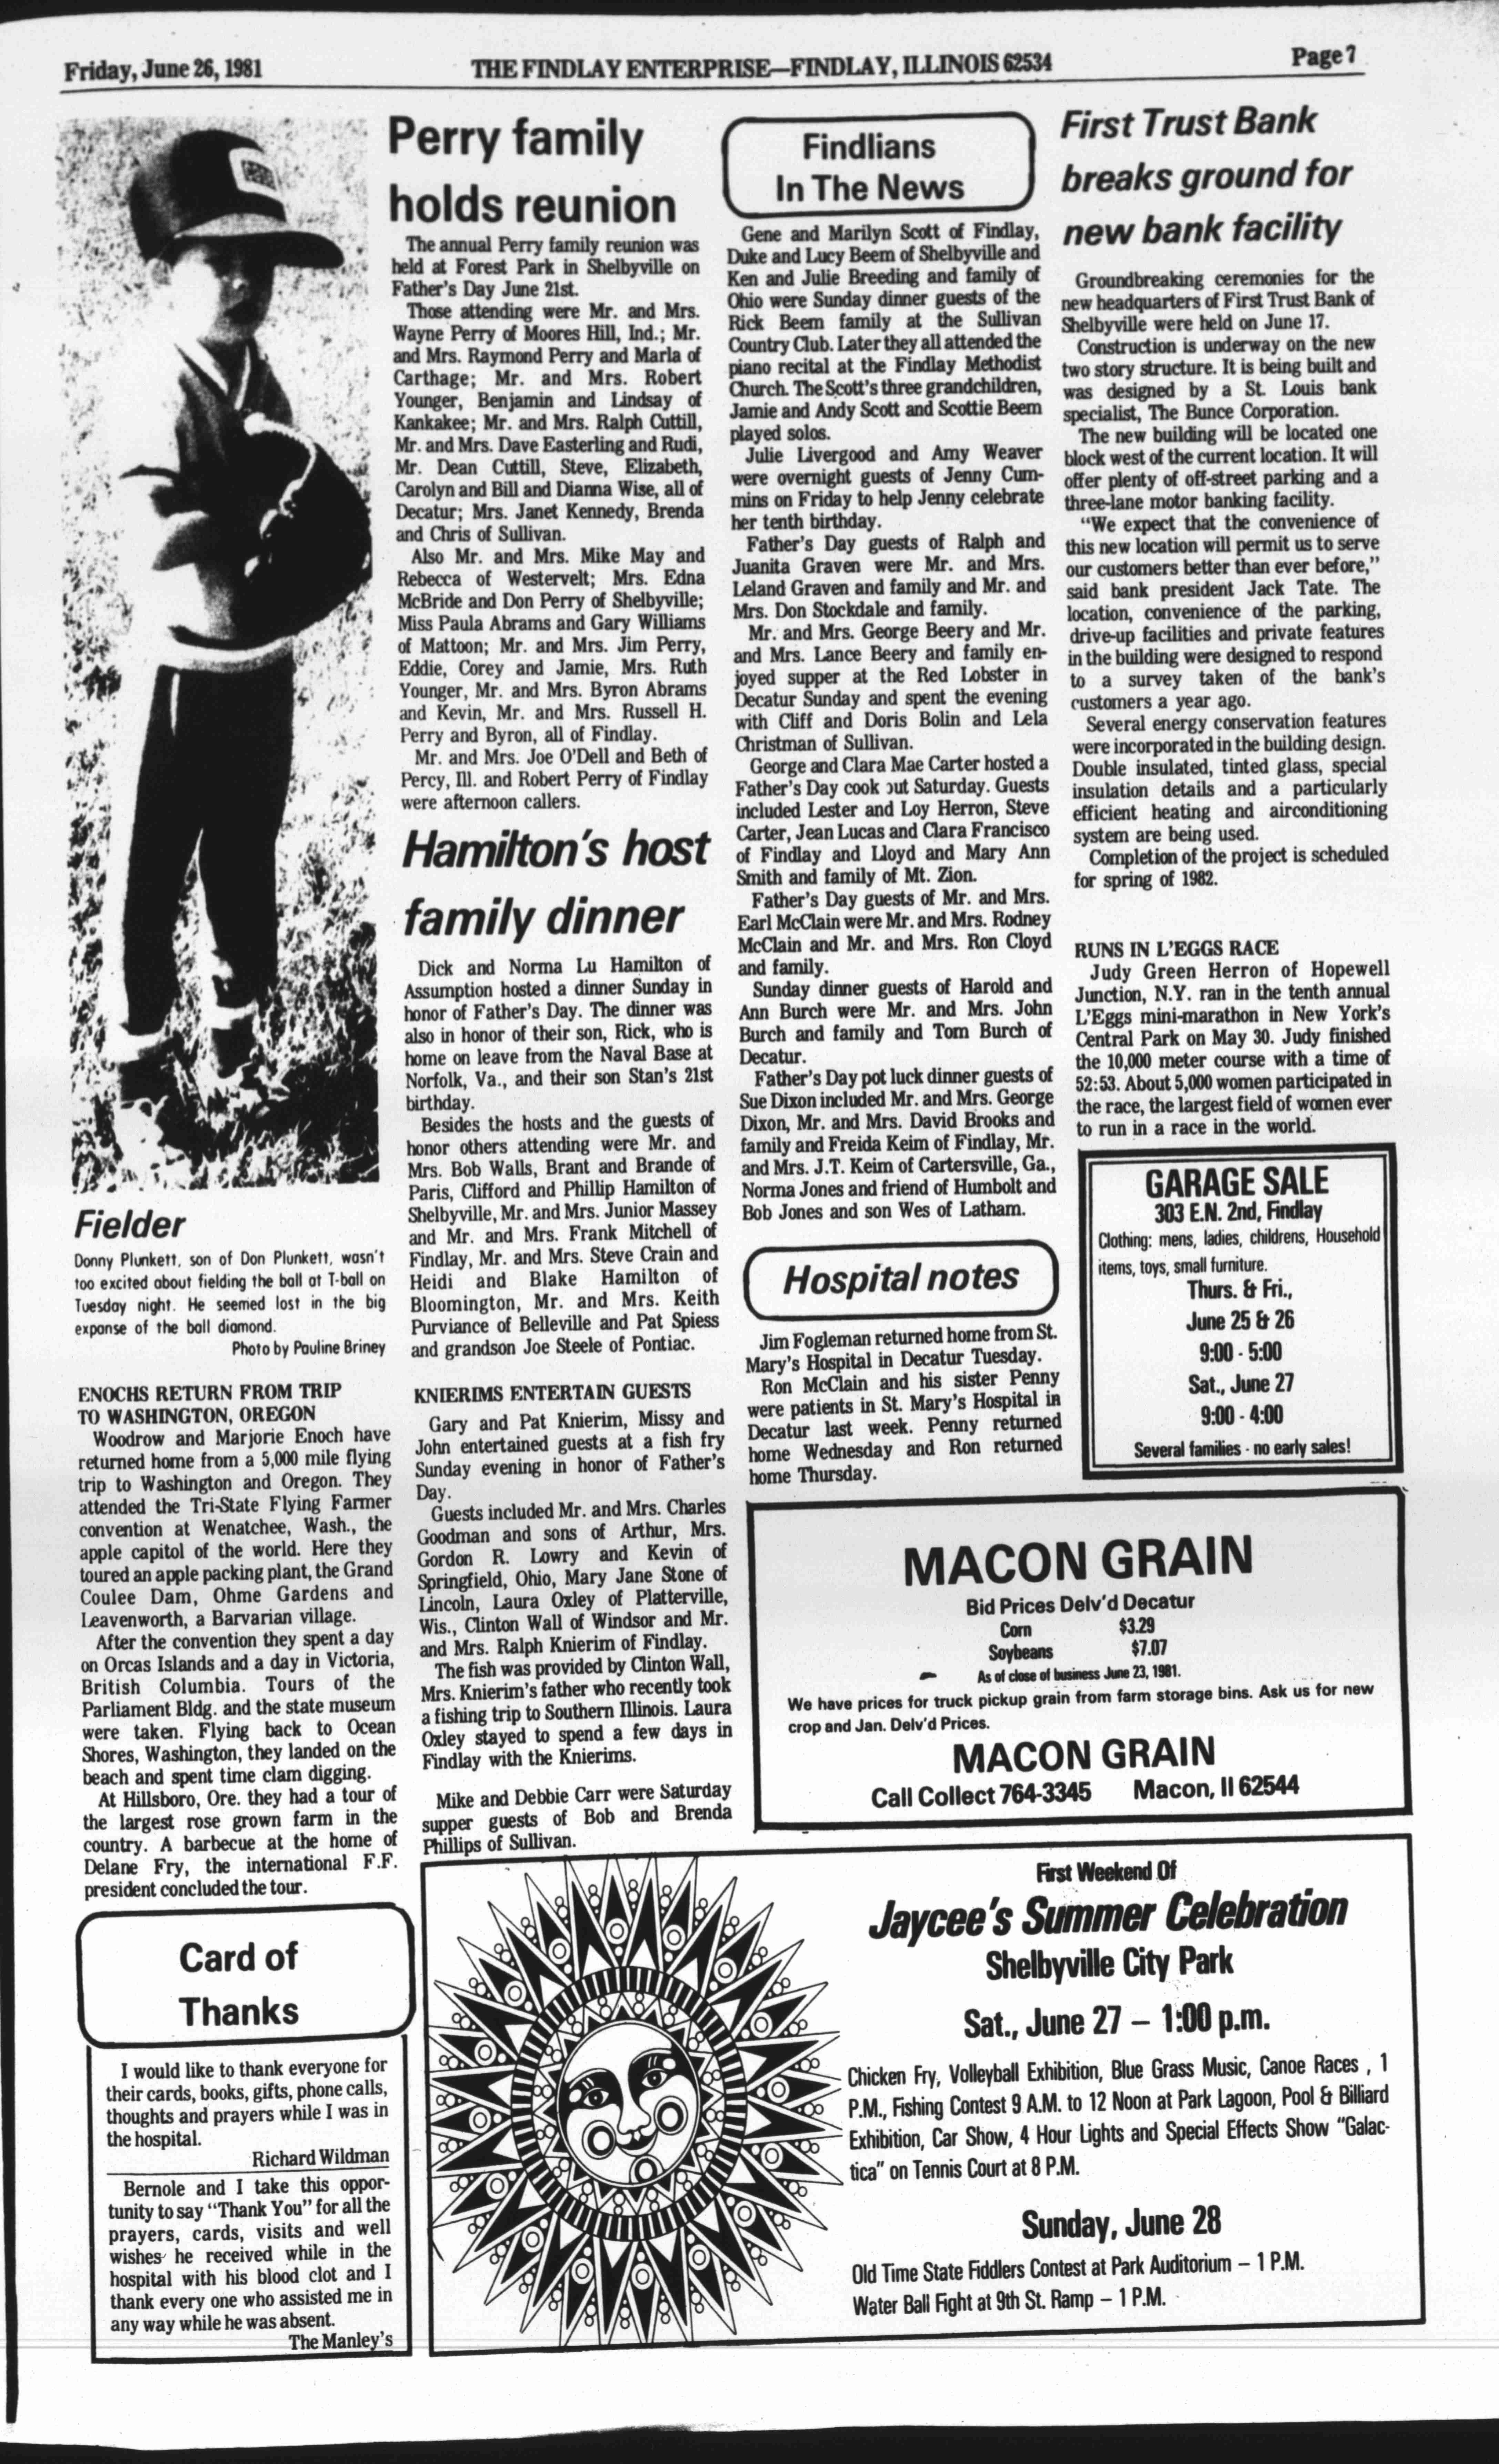 Friday, June 26, 1981
THE FINDLAY ENTERPRISE—FINDLAY, ILLINOIS 62534
Page 7
Fielder
Donny Plunkett, son of Don Plunkett, wasn't
too excited about fielding the ball at T-ball on
Tuesday night. He seemed lost in the big
expanse of the ball diamond.
Photo by Pauline Briney
ENOCHS RETURN FROM TRIP
TO WASHINGTON, OREGON
Woodrow and Marjorie Enoch have
returned home from a 5,000 mile flying
trip to Washington and Oregon. They
attended the Tri-State Flying Farmer
convention at Wenatchee, Wash., the
apple capitol of the world. Here they
toured an apple packing plant, the Grand
Coulee Dam, Ohme Gardens and
Leavenworth, a Barvarian village.
After the convention they spent a day
on Orcas Islands and a day in Victoria,
British Columbia. Tours of the
Parliament Bldg. and the state museum
were taken. Flying back to Ocean
Shores, Washington, they landed on the
beach and spent time clam digging.
At Hillsboro, Ore. they had a tour of
the largest rose grown farm in the
country. A barbecue at the home of
Delane Fry, the international F.F.
president concluded the tour.
Card of
Thanks
I would like to thank everyone for
their cards, books, gifts, phone calls,
thoughts and prayers while I was in
the hospital.
Richard Wildman
Bernole and I take this oppor-
tunity to say "Thank You" for all the
prayers, cards, visits and well
wishes he received while in the
hospital with his blood clot and I
thank every one who assisted me in
any way while he was absent.
The Manley's
Perry family
holds reunion
The annual Perry family reunion was
held at Forest Park in Shelbyville on
Father's Day June 21st.
Those attending were Mr. and Mrs.
Wayne Perry of Moores Hill, Ind.; Mr.
and Mrs. Raymond Perry and Marla of
Carthage; Mr. and Mrs. Robert
Younger, Benjamin and Lindsay of
Kankakee; Mr. and Mrs. Ralph Cuttill,
Mr. and Mrs. Dave Easterling and Rudi,
Mr. Dean Cuttill, Steve, Elizabeth,
Carolyn and Bill and Dianna Wise, all of
Decatur; Mrs. Janet Kennedy, Brenda
and Chris of Sullivan.
Also Mr. and Mrs. Mike May and
Rebecca of Westervelt; Mrs. Edna
McBride and Don Perry of Shelbyville;
Miss Paula Abrams and Gary Williams
of Mattoon; Mr. and Mrs. Jim Perry,
Eddie, Corey and Jamie, Mrs. Ruth
Younger, Mr. and Mrs. Byron Abrams
and Kevin, Mr. and Mrs. Russell H.
Perry and Byron, all of Findlay.
Mr. and Mrs. Joe O'Dell and Beth of
Percy, Ill. and Robert Perry of Findlay
were afternoon callers.
Hamilton's host
family dinner
Dick and Norma Lu Hamilton of
Assumption hosted a dinner Sunday in
honor of Father's Day. The dinner was
also in honor of their son, Rick, who is
home on leave from the Naval Base at
Norfolk, Va., and their son Stan's 21st
birthday.
Besides the hosts and the guests of
honor others attending were Mr. and
Mrs. Bob Walls, Brant and Brande of
Paris, Clifford and Phillip Hamilton of
Shelbyville, Mr. and Mrs. Junior Massey
and Mr. and Mrs. Frank Mitchell of
Findlay, Mr. and Mrs. Steve Crain and
Heidi and Blake Hamilton of
Bloomington, Mr. and Mrs. Keith
Purviance of Belleville and Pat Spiess
and grandson Joe Steele of Pontiac.
KNIERIMS ENTERTAIN GUESTS
Gary and Pat Knierim, Missy and
John entertained guests at a fish fry
Sunday evening in honor of Father's
Day.
Guests included Mr. and Mrs. Charles
Goodman and sons of Arthur, Mrs.
Gordon R. Lowry and Kevin of
Springfield, Ohio, Mary Jane Stone of
Lincoln, Laura Oxley of Platterville,
Wis., Clinton Wall of Windsor and Mr.
and Mrs. Ralph Knierim of Findlay.
The fish was provided by Clinton Wall,
Mrs. Knierim's father who recently took
a fishing trip to Southern Illinois. Laura
Oxley stayed to spend a few days in
Findlay with the Knierims.
Mike and Debbie Carr were Saturday
supper guests of Bob and Brenda
Phillips of Sullivan.
Findlians
In The News
Gene and Marilyn Scott of Findlay,
Duke and Lucy Beem of Shelbyville and
Ken and Julie Breeding and family of
Ohio were Sunday dinner guests of the
Rick Beem family at the Sullivan
Country Club. Later they all attended the
piano recital at the Findlay Methodist
Church. The Scott's three grandchildren,
Jamie and Andy Scott and Scottie Beem
played solos.
Julie Livergood and Amy Weaver
were overnight guests of Jenny Cum-
mins on Friday to help Jenny celebrate
her tenth birthday.
Father's Day guests of Ralph and
Juanita Graven were Mr. and Mrs.
Leland Graven and family and Mr. and
Mrs. Don Stockdale and family.
Mr. and Mrs. George Beery and Mr.
and Mrs. Lance Beery and family en-
joyed supper at the Red Lobster in
Decatur Sunday and spent the evening
with Cliff and Doris Bolin and Lela
Christman of Sullivan.
George and Clara Mae Carter hosted a
Father's Day cook out Saturday. Guests
included Lester and Loy Herron, Steve
Carter, Jean Lucas and Clara Francisco
of Findlay and Lloyd and Mary Ann
Smith and family of Mt. Zion.
Father's Day guests of Mr. and Mrs.
Earl McClain were Mr. and Mrs. Rodney
McClain and Mr. and Mrs. Ron Cloyd
and family.
Sunday dinner guests of Harold and
Ann Burch were Mr. and Mrs. John
Burch and family and Tom Burch of
Decatur.
Father's Day pot luck dinner guests of
Sue Dixon included Mr. and Mrs. George
Dixon, Mr. and Mrs. David Brooks and
family and Freida Keim of Findlay, Mr.
and Mrs. J.T. Keim of Cartersville, Ga.,
Norma Jones and friend of Humbolt and
Bob Jones and son Wes of Latham.
Hospital notes
Jim Fogleman returned home from St.
Mary's Hospital in Decatur Tuesday.
Ron McClain and his sister Penny
were patients in St. Mary's Hospital in
Decatur last week. Penny returned
home Wednesday and Ron returned
home Thursday.
First Trust Bank
breaks ground for
new bank facility
Groundbreaking ceremonies for the
new headquarters of First Trust Bank of
Shelbyville were held on June 17.
Construction is underway on the new
two story structure. It is being built and
was designed by a St. Louis bank
specialist, The Bunce Corporation.
The new building will be located one
block west of the current location. It will
offer plenty of off-street parking and a
three-lane motor banking facility.
"We expect that the convenience of
this new location will permit us to serve
our customers better than ever before,"
said bank president Jack Tate. The
location, convenience of the parking,
drive-up facilities and private features
in the building were designed to respond
to a survey taken of the bank's
customers a year ago.
Several energy conservation features
were incorporated in the building design.
Double insulated, tinted glass, special
insulation details and a particularly
efficient heating and airconditioning
system are being used.
Completion of the project is scheduled
for spring of 1982.
RUNS IN L'EGGS RACE
Judy Green Herron of Hopewell
Junction, N.Y. ran in the tenth annual
L'Eggs mini-marathon in New York's
Central Park on May 30. Judy finished
the 10,000 meter course with a time of
52:53. About 5,000 women participated in
the race, the largest field of women ever
to run in a race in the world.
GARAGE SALE
303 E.N. 2nd, Findlay
Clothing: mens, ladies, childrens, Household
items, toys, small furniture.
Thurs. & Fri.,
June 25 & 26
9:00 - 5:00
Sat., June 27
9:00 - 4:00
Several families - no early sales!
MACON GRAIN
Bid Prices Delv'd Decatur
Corn $3.29
Soybeans $7.07
As of close of business June 23, 1981.
We have prices for truck pickup grain from farm storage bins. Ask us for new
crop and Jan. Delv'd Prices.
MACON GRAIN
Call Collect 764-3345 Macon, Il 62544
First Weekend Of
Jaycee's Summer Celebration
Shelbyville City Park
Sat., June 27 — 1:00 p.m.
Chicken Fry, Volleyball Exhibition, Blue Grass Music, Canoe Races , 1
P.M., Fishing Contest 9 A.M. to 12 Noon at Park Lagoon, Pool & Billiard
Exhibition, Car Show, 4 Hour Lights and Special Effects Show "Galac-
tica" on Tennis Court at 8 P.M.
Sunday, June 28
Old Time State Fiddlers Contest at Park Auditorium — 1 P.M.
Water Ball Fight at 9th St. Ramp — 1 P.M.